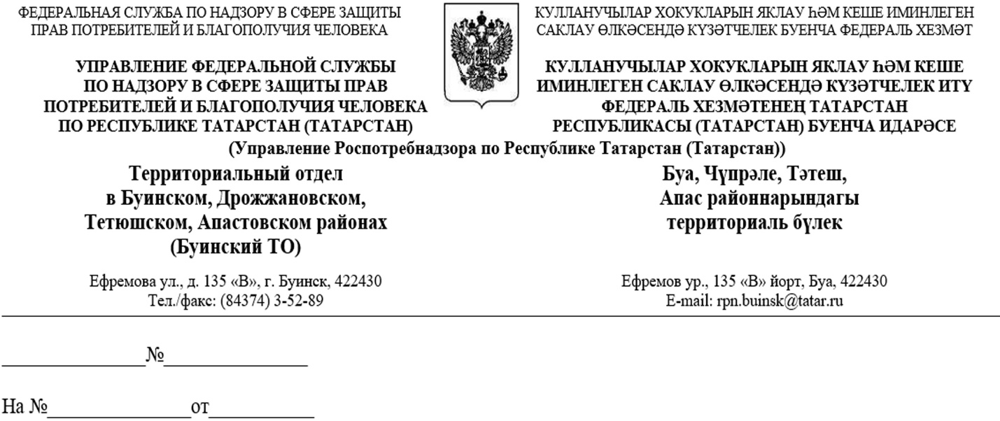 ФЕДЕРАЛЬНАЯ СЛУЖБА ПО НАДЗОРУ В СФЕРЕ ЗАЩИТЫ
ПРАВ ПОТРЕБИТЕЛЕЙ И БЛАГОПОЛУЧИЯ ЧЕЛОВЕКА
УПРАВЛЕНИЕ ФЕДЕРАЛЬНОЙ СЛУЖБЫ
ПО НАДЗОРУ В СФЕРЕ ЗАЩИТЫ ПРАВ
ПОТРЕБИТЕЛЕЙ И БЛАГОПОЛУЧИЯ ЧЕЛОВЕКА
ПО РЕСПУБЛИКЕ ТАТАРСТАН (ТАТАРСТАН)
КУЛЛАНУЧЫЛАР ХОКУКЛАРЫН ЯКЛАУ ҺӘМ КЕШЕ ИМИНЛЕГЕН
САКЛАУ ӨЛКӘСЕНДӘ КҮЗӘТЧЕЛЕК БУЕНЧА ФЕДЕРАЛЬ ХЕЗМӘТ
КУЛЛАНУЧЫЛАР ХОКУКЛАРЫН ЯКЛАУ ҺӘМ КЕШЕ
ИМИНЛЕГЕН САКЛАУ ӨЛКӘСЕНДӘ КҮЗӘТЧЕЛЕК ИТҮ
ФЕДЕРАЛЬ ХЕЗМӘТЕНЕҢ ТАТАРСТАН
РЕСПУБЛИКАСЫ (ТАТАРСТАН) БУЕНЧА ИДАРӘСЕ
(Управление Роспотребнадзора по Республике Татарстан (Татарстан))
Территориальный отдел
в Буинском, Дрожжановском,
Тетюшском, Апастовском районах
(Буинский ТО)
Ефремова ул., д. 135 «В», г. Буинск, 422430
Тел./факс: (84374) 3-52-89
Буа, Чүпрәле, Тәтеш,
Апас районнарындагы
территориаль бүлек
Ефремов ур., 135 «В» йорт, Буа, 422430
E-mail: rpn.buinsk@tatar.ru
_______________№_______________
На №_______________от___________